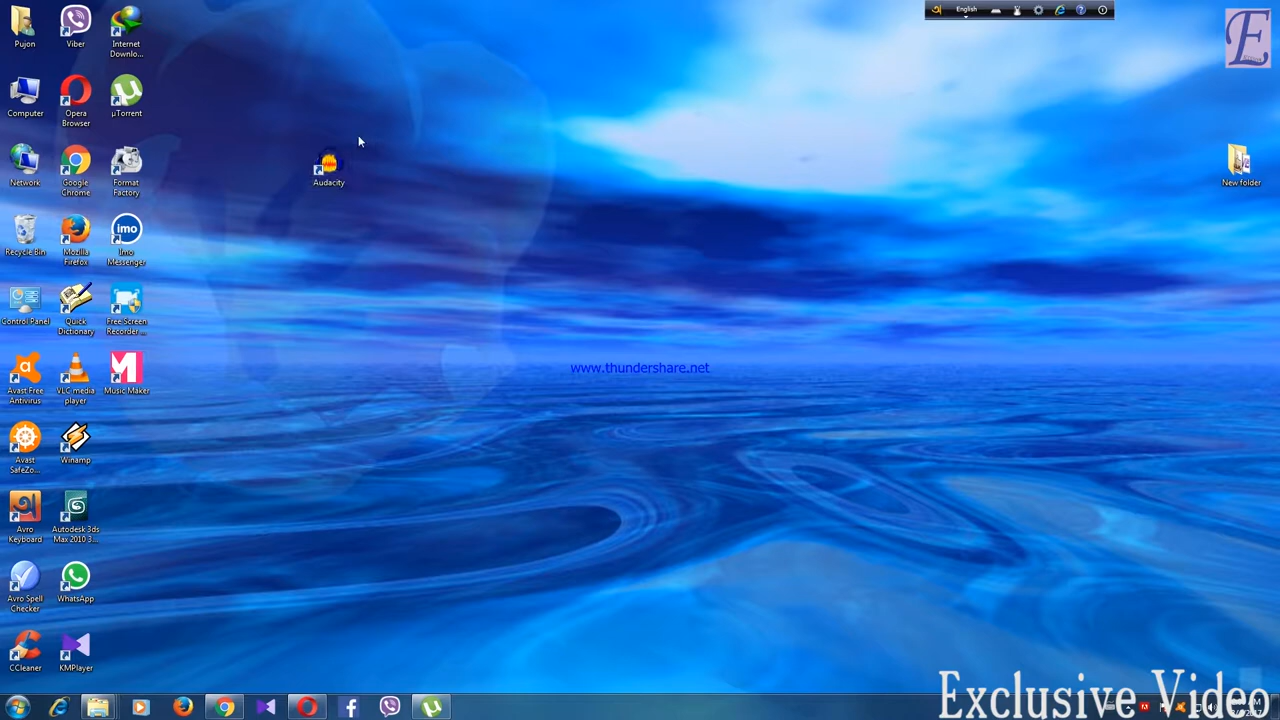 English
Pujon
Viber
Internet
Downlo...
Computer
Opera
Browser
µTorrent
Network
Google
Chrome
Format
Factory
Audacity
New folder
Recycle Bin
Mozilla
Firefox
imo
Imo
Messenger
Control Panel
Quick
Dictionary
Free Screen
Recorder ...
www.thundershare.net
Avast Free
Antivirus
VLC media
player
Music Maker
Avast
SafeZo...
Winamp
Avro
Keyboard
Autodesk 3ds
Max 2010 3...
Avro Spell
Checker
WhatsApp
CCleaner
KMPlayer
Exclusive Video